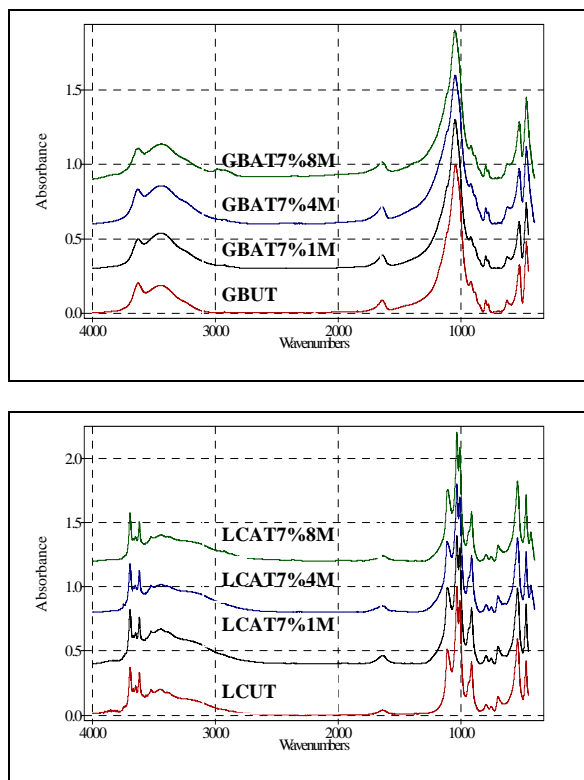 Absorbance
1.5
1.0
0.5
0.0
GBAT7%8M
GBAT7%4M
GBAT7%1M
GBUT
4000 3000 2000 1000
Wavenumbers
Absorbance
2.0
1.5
1.0
0.5
0.0
LCAT7%8M
LCAT7%4M
LCAT7%1M
LCUT
4000 3000 2000 1000
Wavenumbers